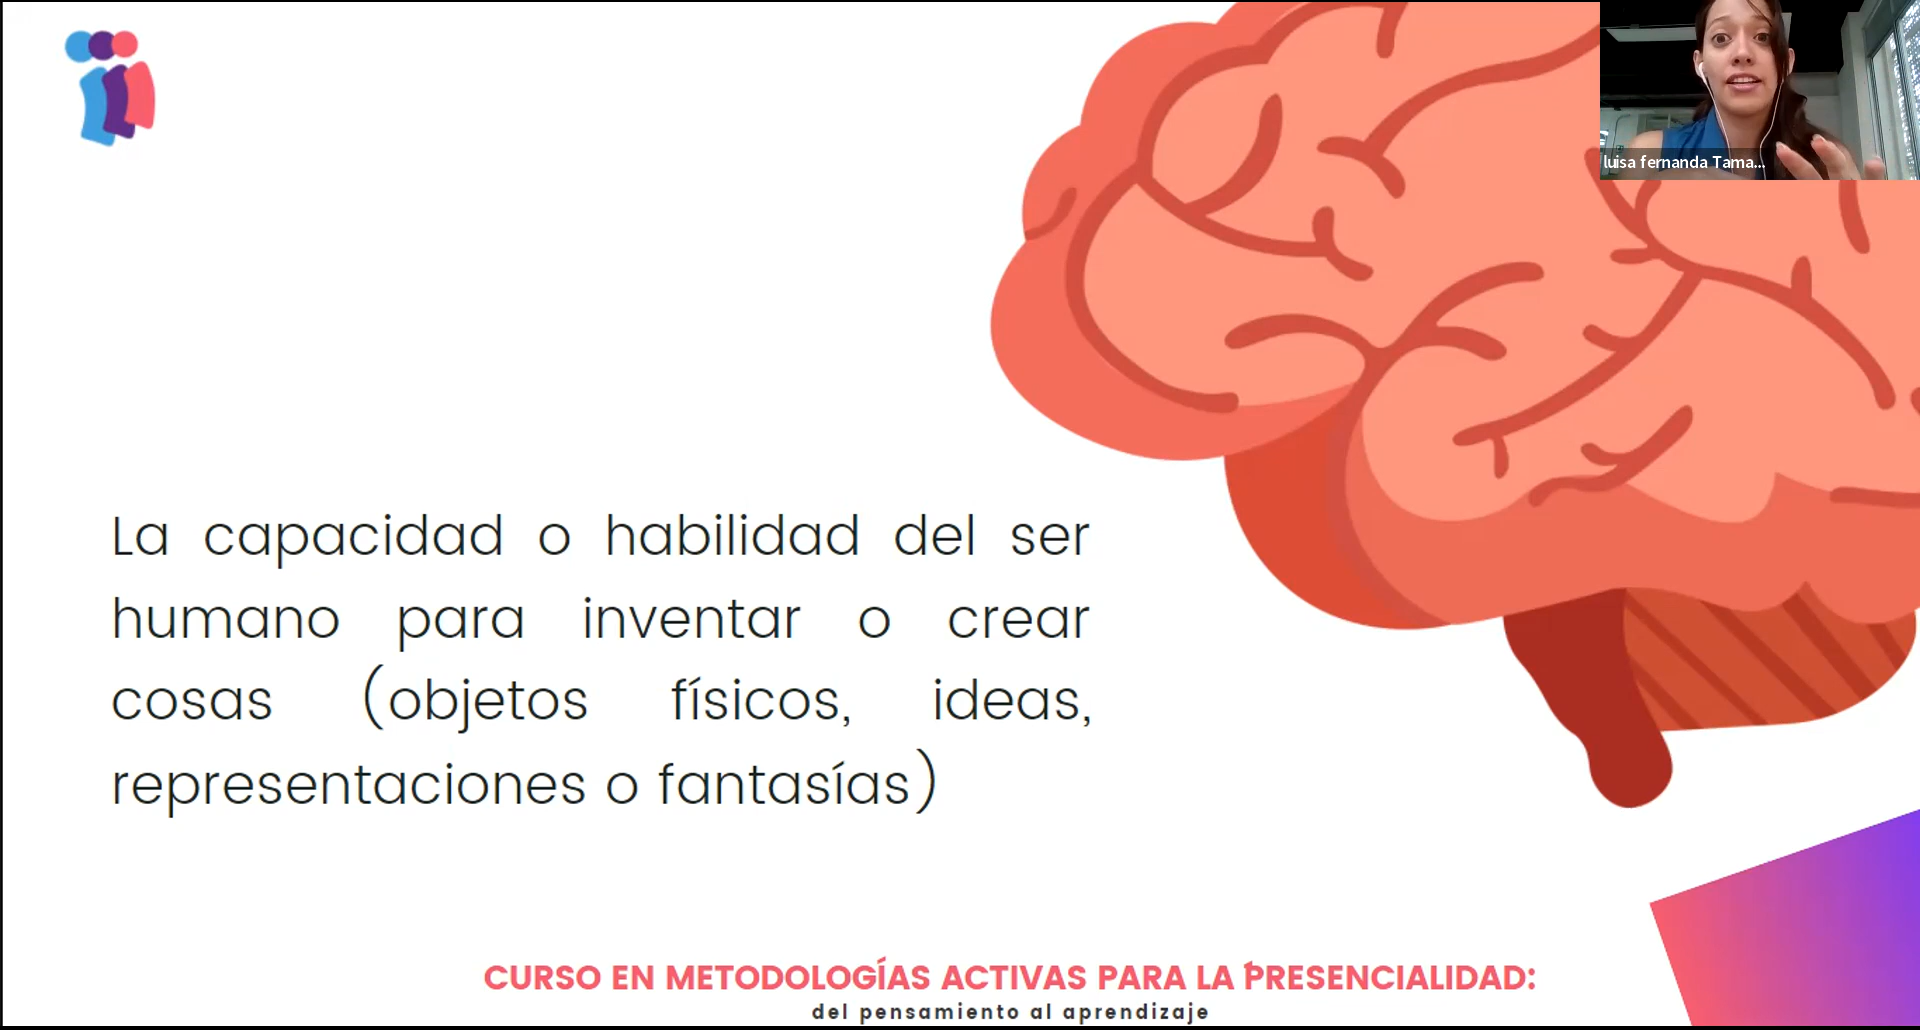 luisa fernanda Tama...
La capacidad o habilidad del ser
humano para inventar o crear
cosas (objetos físicos, ideas,
representaciones o fantasías)
CURSO EN METODOLOGÍAS ACTIVAS PARA LA PRESENCIALIDAD:
del pensamiento al aprendizaje